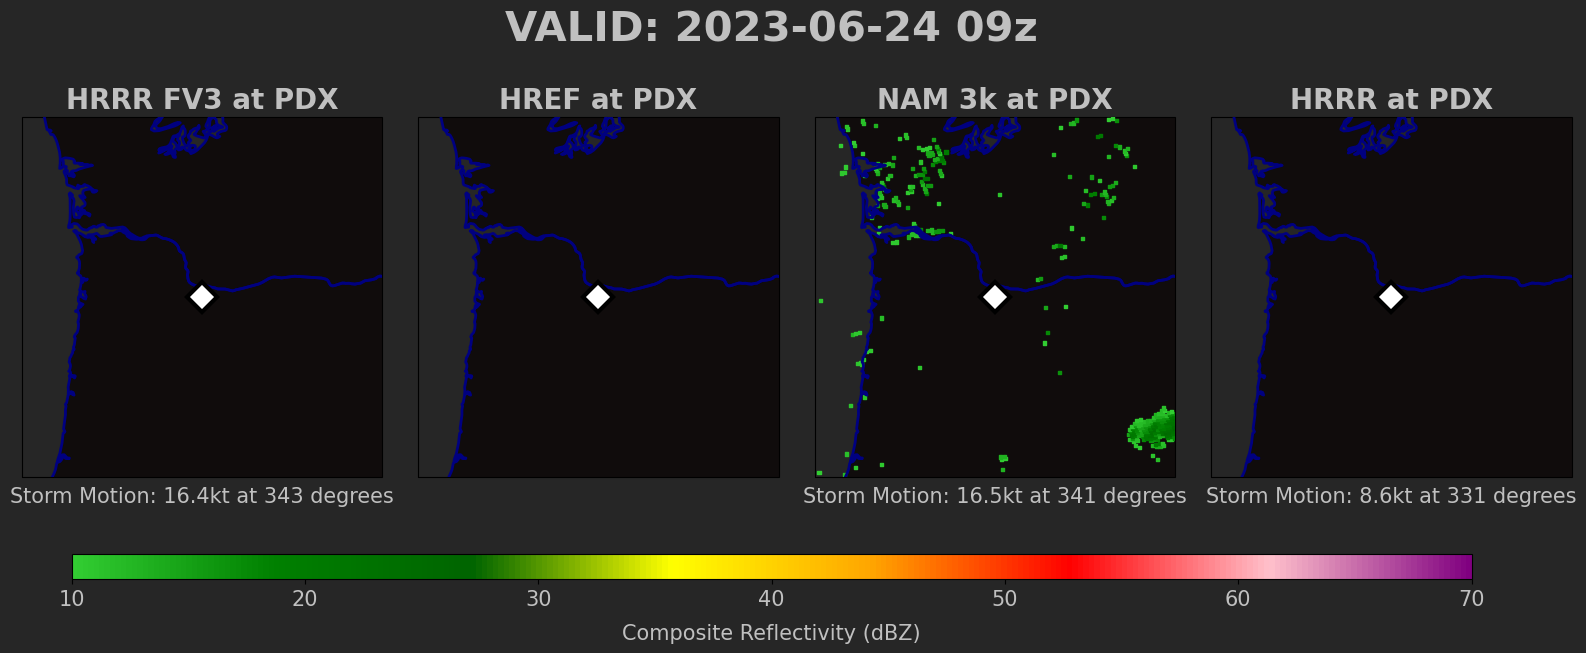 VALID: 2023-06-24 09z
HRRR FV3 at PDX
HREF at PDX
NAM 3k at PDX
HRRR at PDX
Storm Motion: 16.4kt at 343 degrees
Storm Motion: 16.5kt at 341 degrees
Storm Motion: 8.6kt at 331 degrees
10 20 30 40 50 60 70
Composite Reflectivity (dBZ)